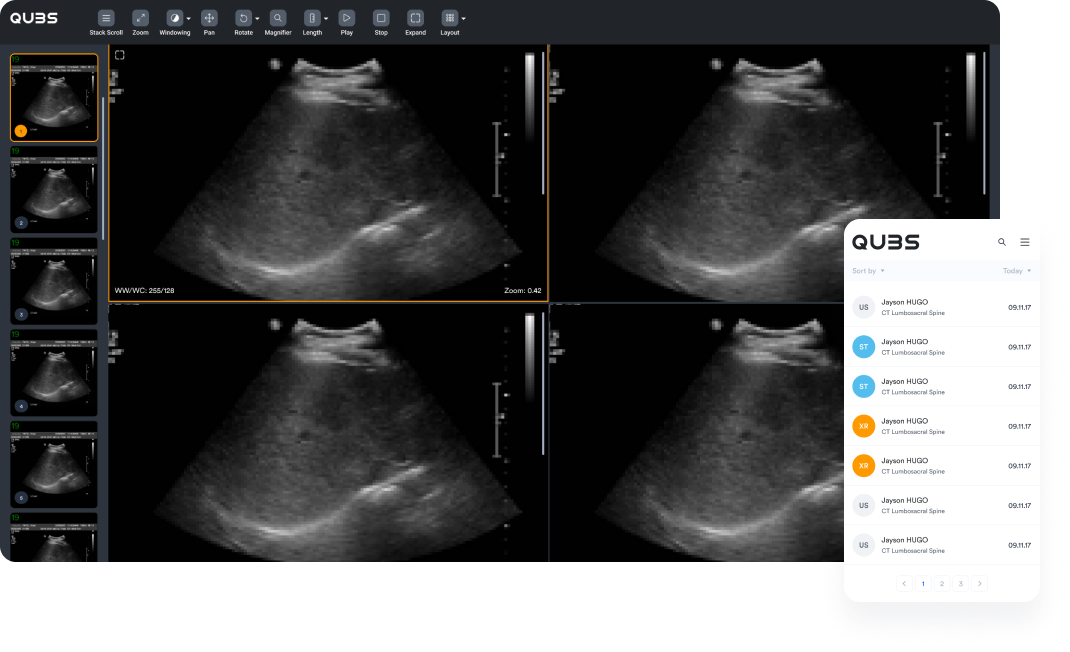 QUBS
Stack Scroll Zoom Windowing Pan Rotate Magnifier Length Play Stop Expand Layout
19
1
19
2
19
3
19
4
19
5
19
WW/WC: 255/128
Zoom: 0.42
QUBS
Sort by
Today
US
Jayson HUGO
CT Lumbosacral Spine
09.11.17
ST
Jayson HUGO
CT Lumbosacral Spine
09.11.17
ST
Jayson HUGO
CT Lumbosacral Spine
09.11.17
XR
Jayson HUGO
CT Lumbosacral Spine
09.11.17
XR
Jayson HUGO
CT Lumbosacral Spine
09.11.17
US
Jayson HUGO
CT Lumbosacral Spine
09.11.17
US
Jayson HUGO
CT Lumbosacral Spine
09.11.17
< 1 2 3 >